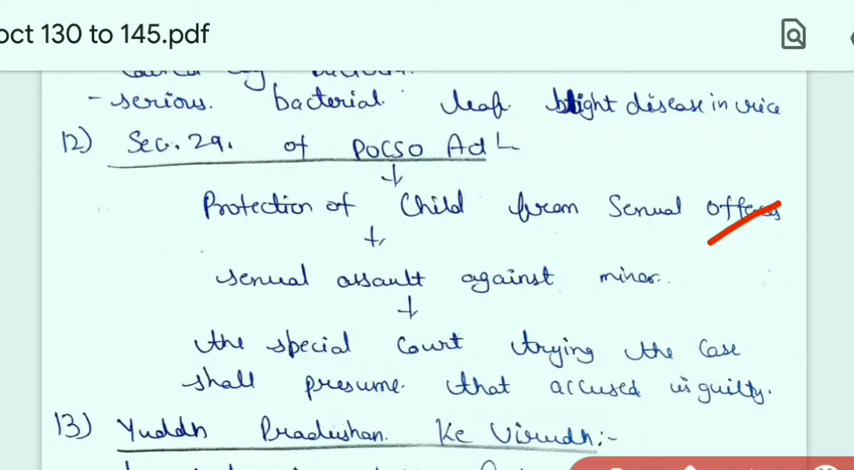 oct 130 to 145.pdf
- serious. bacterial leaf blight disease in rice
12) Sec. 29. of POCSO Act
Protection of Child from Sexual offences
sexual assault against minor.
the special Court trying the case
shall presume that accused is guilty.
13) Yuddh Pradushan Ke Virudh :-